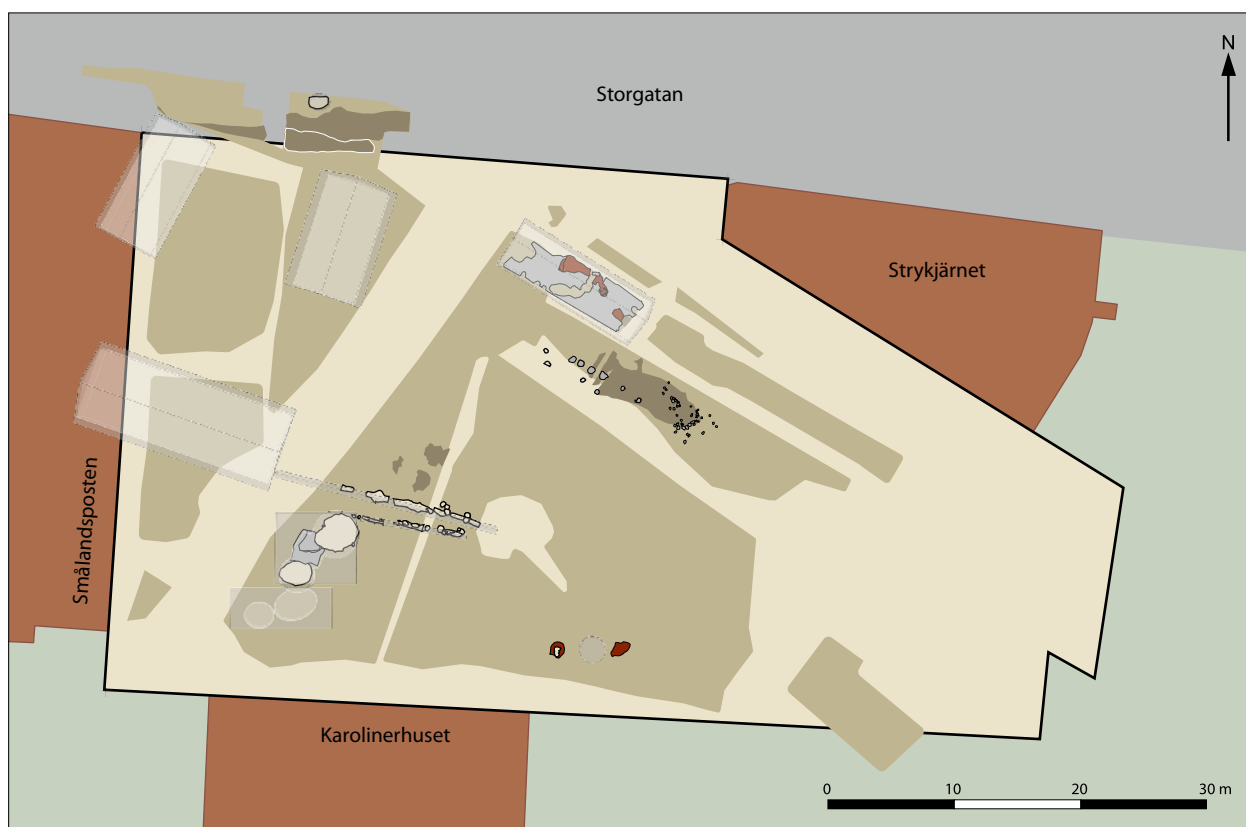 N
Storgatan
Strykjärnet
Smålandsposten
Karolinerhuset
0 10 20 30 m